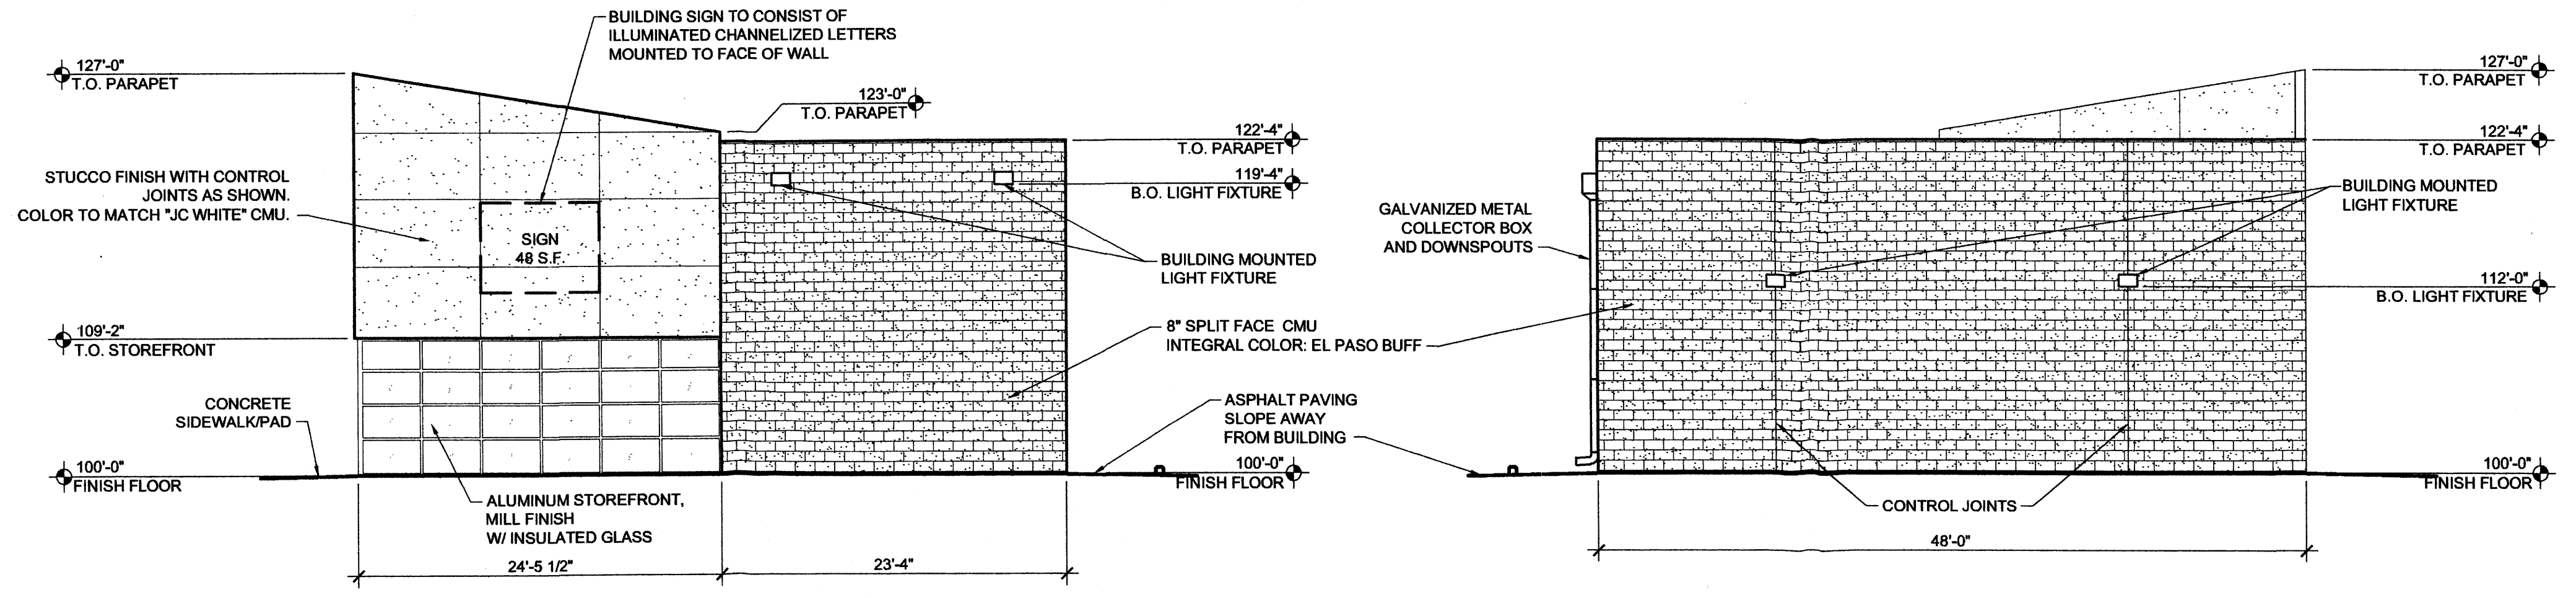 BUILDING SIGN TO CONSIST OF
ILLUMINATED CHANNELIZED LETTERS
MOUNTED TO FACE OF WALL
127'-0"
T.O. PARAPET
123'-0"
T.O. PARAPET
122'-4"
T.O. PARAPET
119'-4"
B.O. LIGHT FIXTURE
STUCCO FINISH WITH CONTROL
JOINTS AS SHOWN.
COLOR TO MATCH "JC WHITE" CMU.
SIGN
48 S.F.
BUILDING MOUNTED
LIGHT FIXTURE
109'-2"
T.O. STOREFRONT
8" SPLIT FACE CMU
INTEGRAL COLOR: EL PASO BUFF
CONCRETE
SIDEWALK/PAD
ASPHALT PAVING
SLOPE AWAY
FROM BUILDING
100'-0"
FINISH FLOOR
100'-0"
FINISH FLOOR
ALUMINUM STOREFRONT,
MILL FINISH
W/ INSULATED GLASS
24'-5 1/2"
23'-4"
127'-0"
T.O. PARAPET
122'-4"
T.O. PARAPET
BUILDING MOUNTED
LIGHT FIXTURE
GALVANIZED METAL
COLLECTOR BOX
AND DOWNSPOUTS
112'-0"
B.O. LIGHT FIXTURE
100'-0"
FINISH FLOOR
CONTROL JOINTS
48'-0"